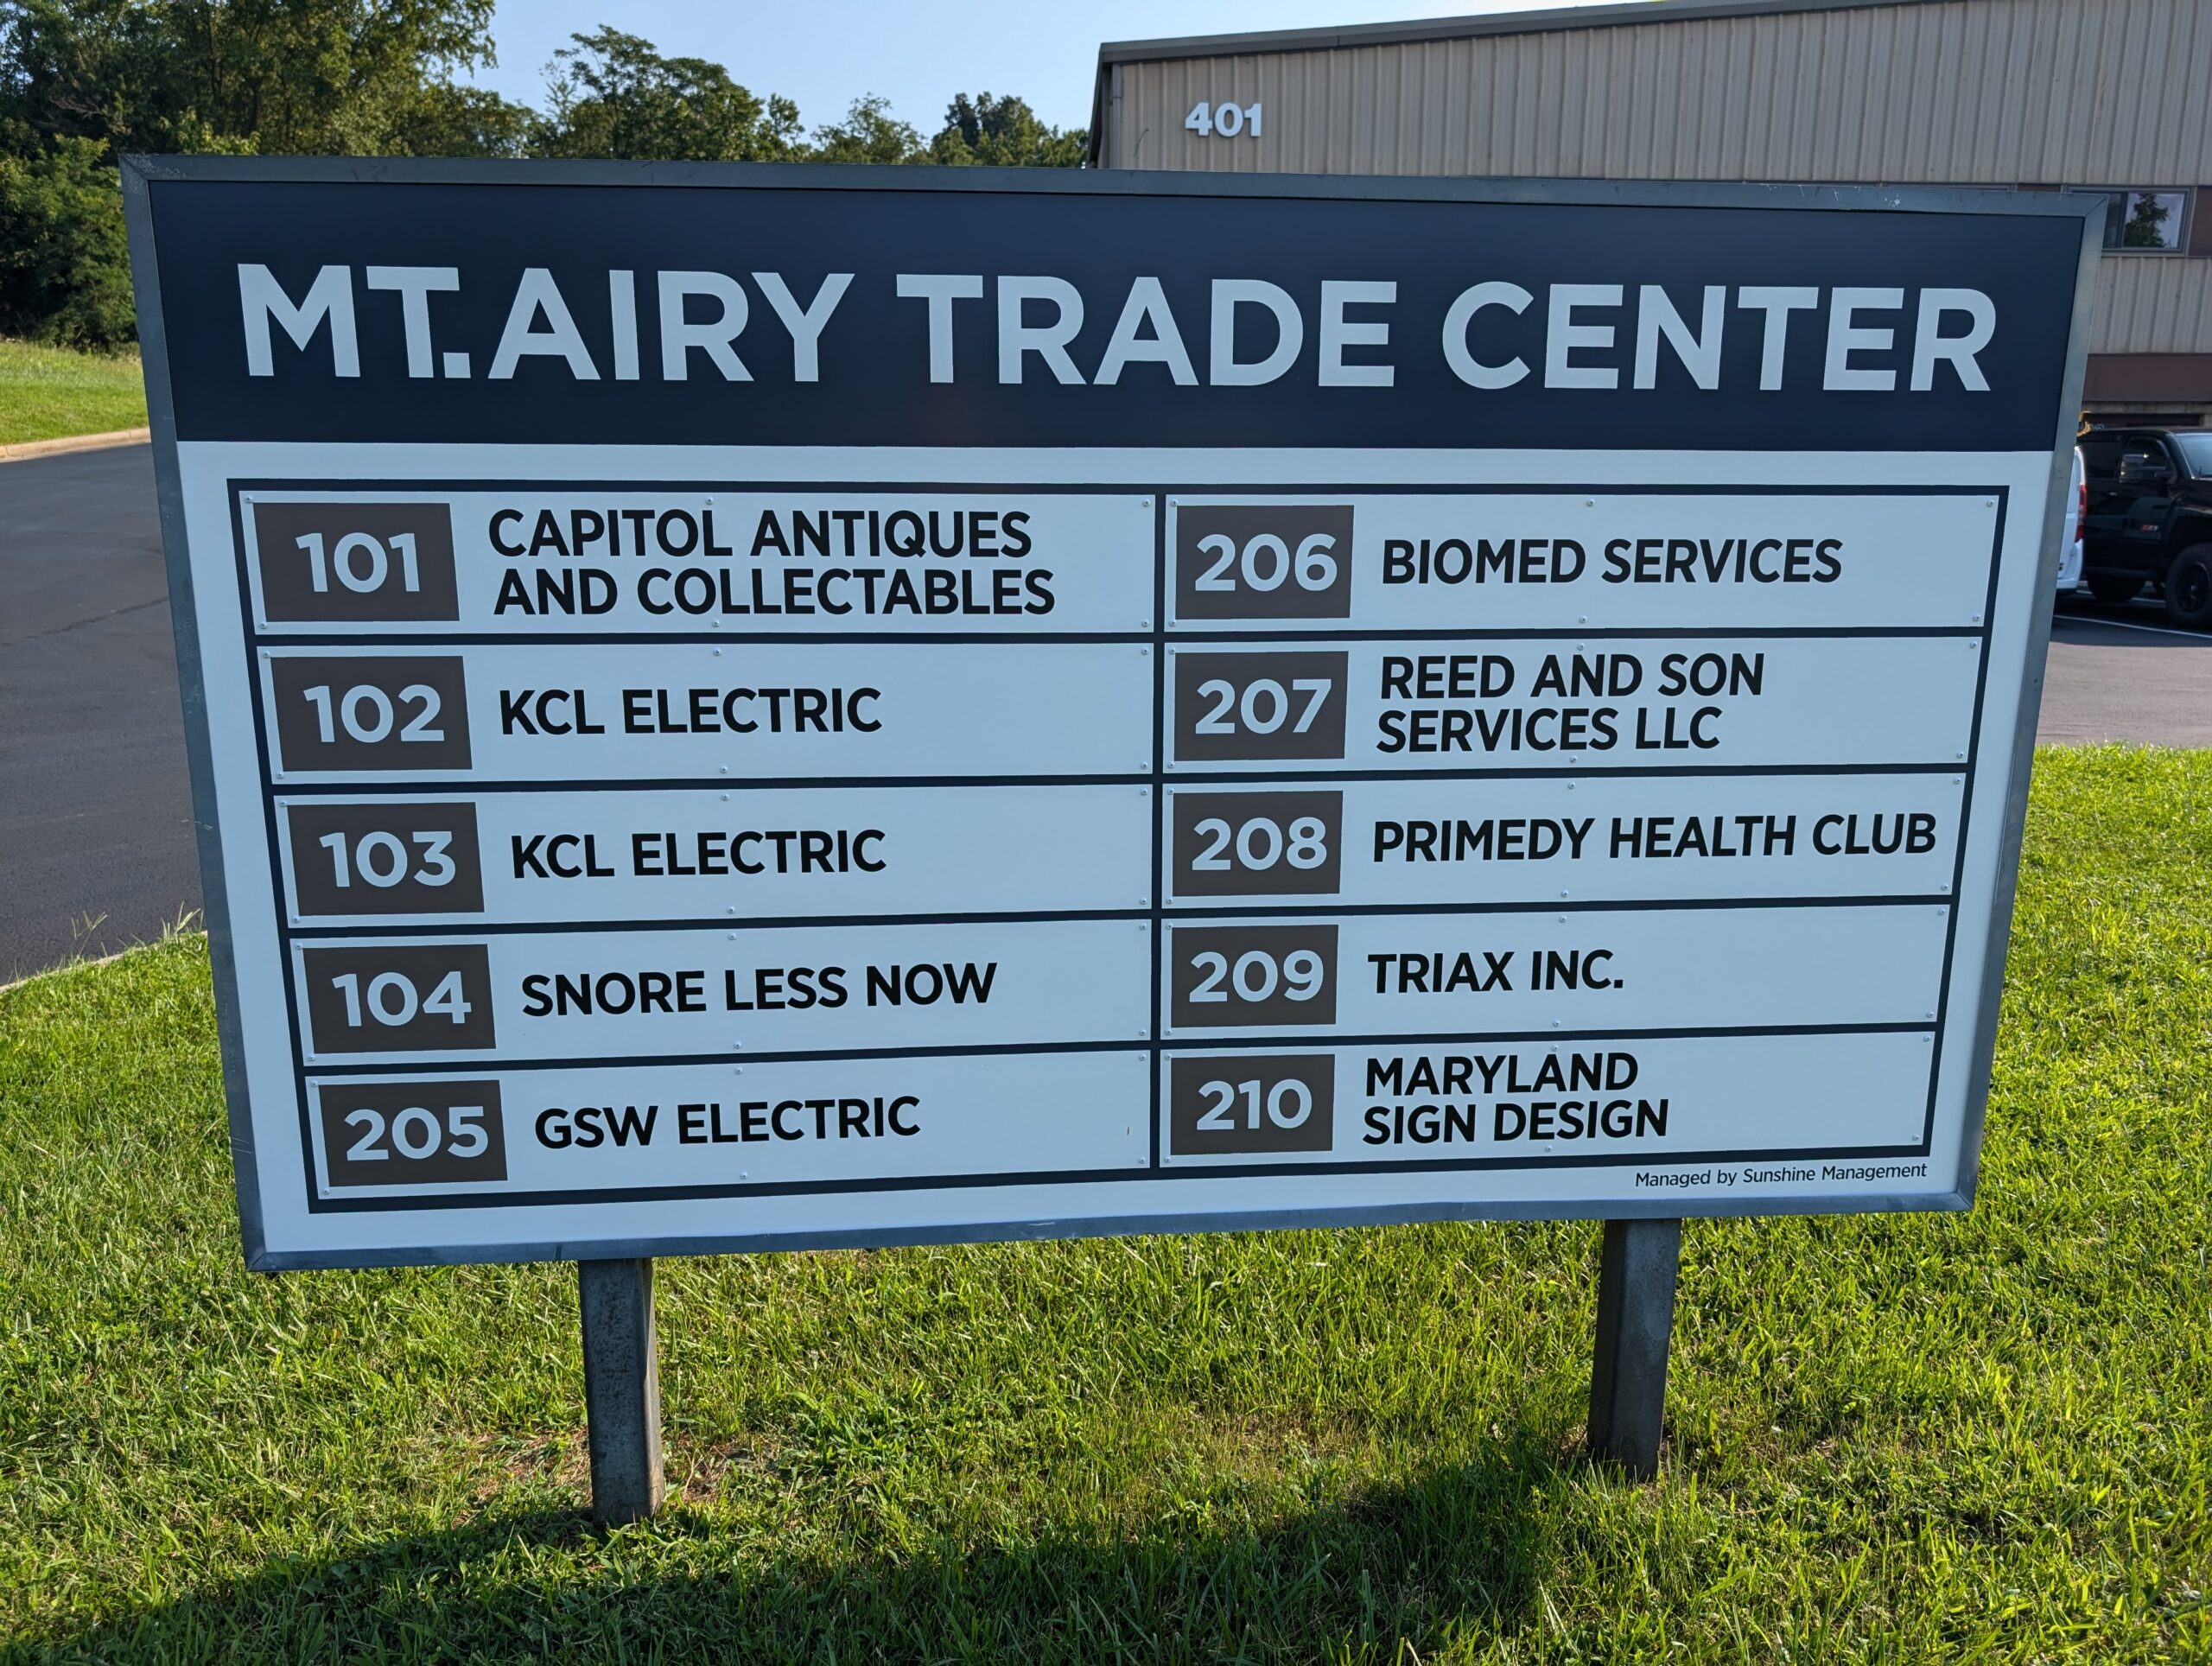 401
MT. AIRY TRADE CENTER
101
CAPITOL ANTIQUES
AND COLLECTABLES
102
KCL ELECTRIC
103
KCL ELECTRIC
104
SNORE LESS NOW
205
GSW ELECTRIC
206
BIOMED SERVICES
207
REED AND SON
SERVICES LLC
208
PRIMEDY HEALTH CLUB
209
TRIAX INC.
210
MARYLAND
SIGN DESIGN
Managed by Sunshine Management